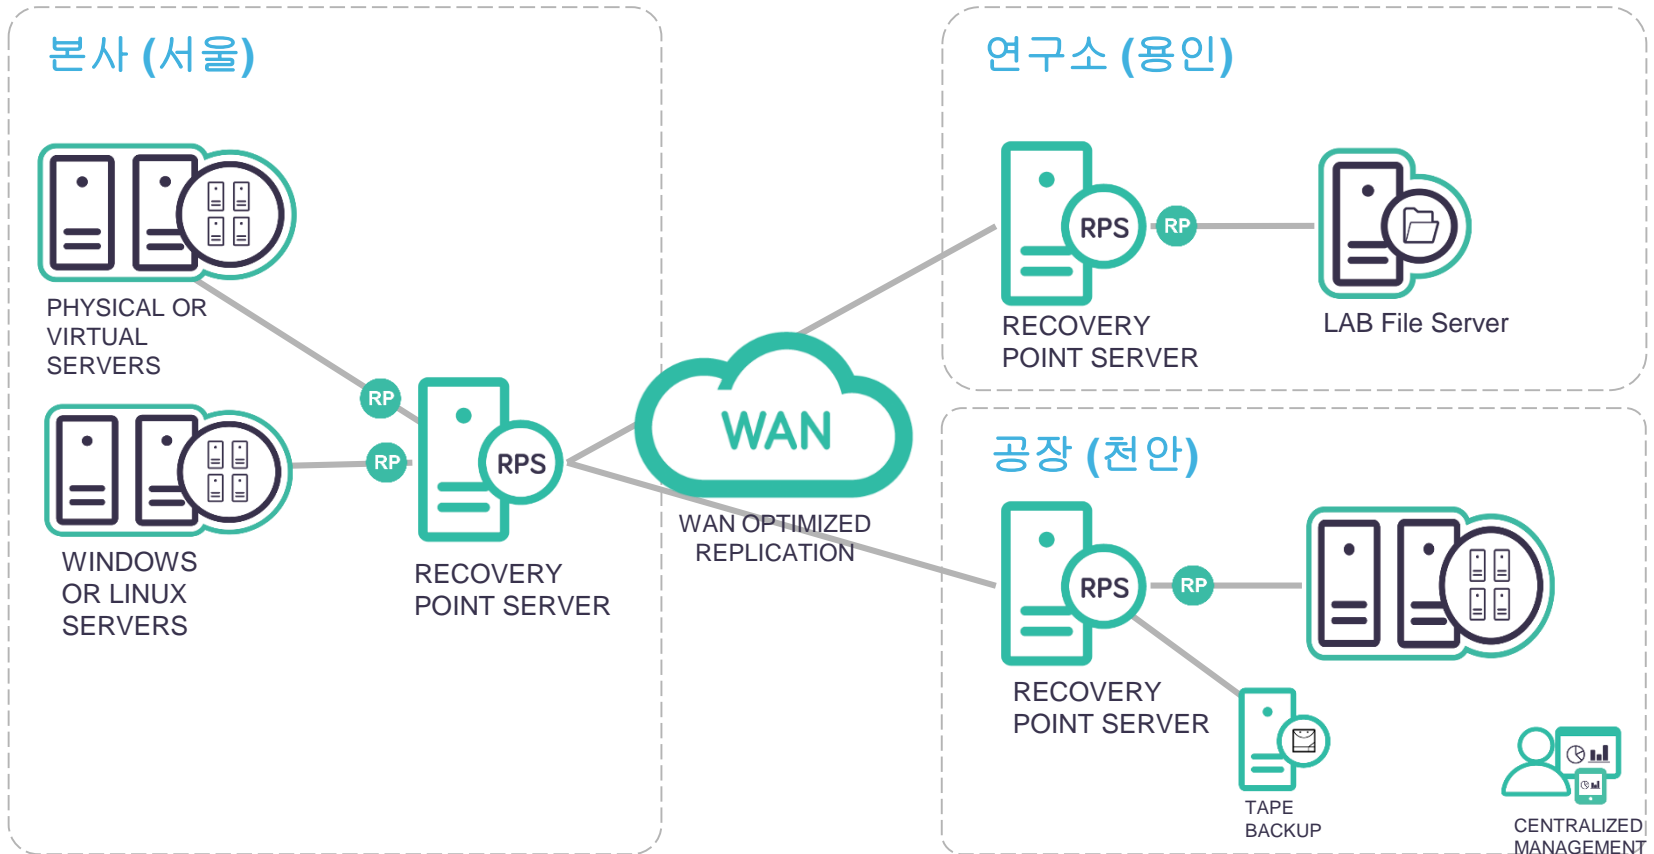 본사 (서울)
PHYSICAL OR
VIRTUAL
SERVERS
RP
WINDOWS
OR LINUX
SERVERS
RP
RPS
RECOVERY
POINT SERVER
WAN
WAN OPTIMIZED
REPLICATION
연구소 (용인)
RPS
RP
RECOVERY
POINT SERVER
LAB File Server
공장 (천안)
RPS
RP
RECOVERY
POINT SERVER
TAPE
BACKUP
CENTRALIZED
MANAGEMENT